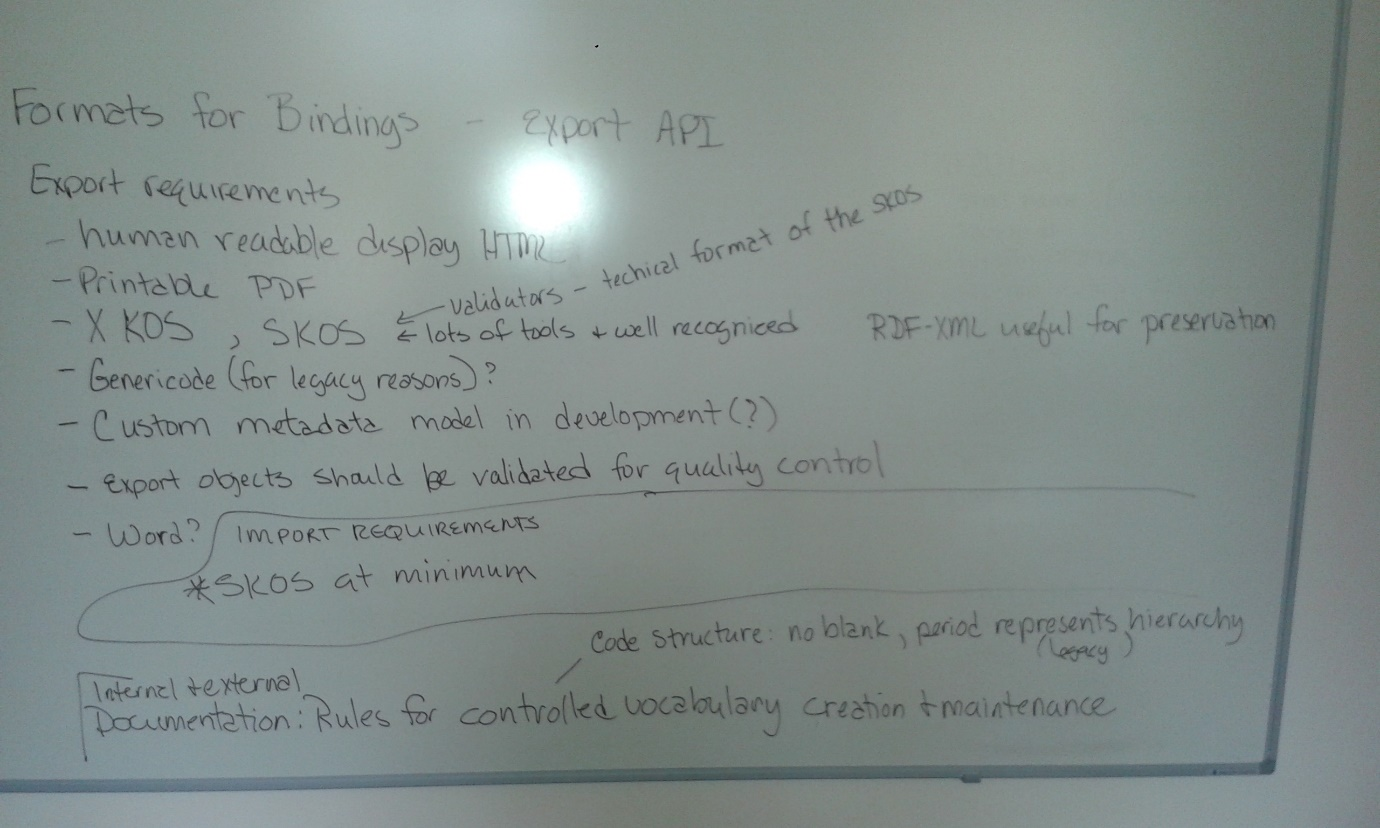 Formats for Bindings - Export API
Export requirements
- human readable display HTML
- Printable PDF
← validators - techical format of the SKOS
- XKOS, SKOS ← lots of tools + well recogniced RDF-XML useful for preservation
- Genericode (for legacy reasons)?
- Custom metadata model in development (?)
- Export objects should be validated for quality control
- Word?
IMPORT REQUIREMENTS
*SKOS at minimum
Code structure: no blank, period represents hierarchy
(legacy)
Internal + external
Documentation: Rules for controlled vocabulary creation + maintenance